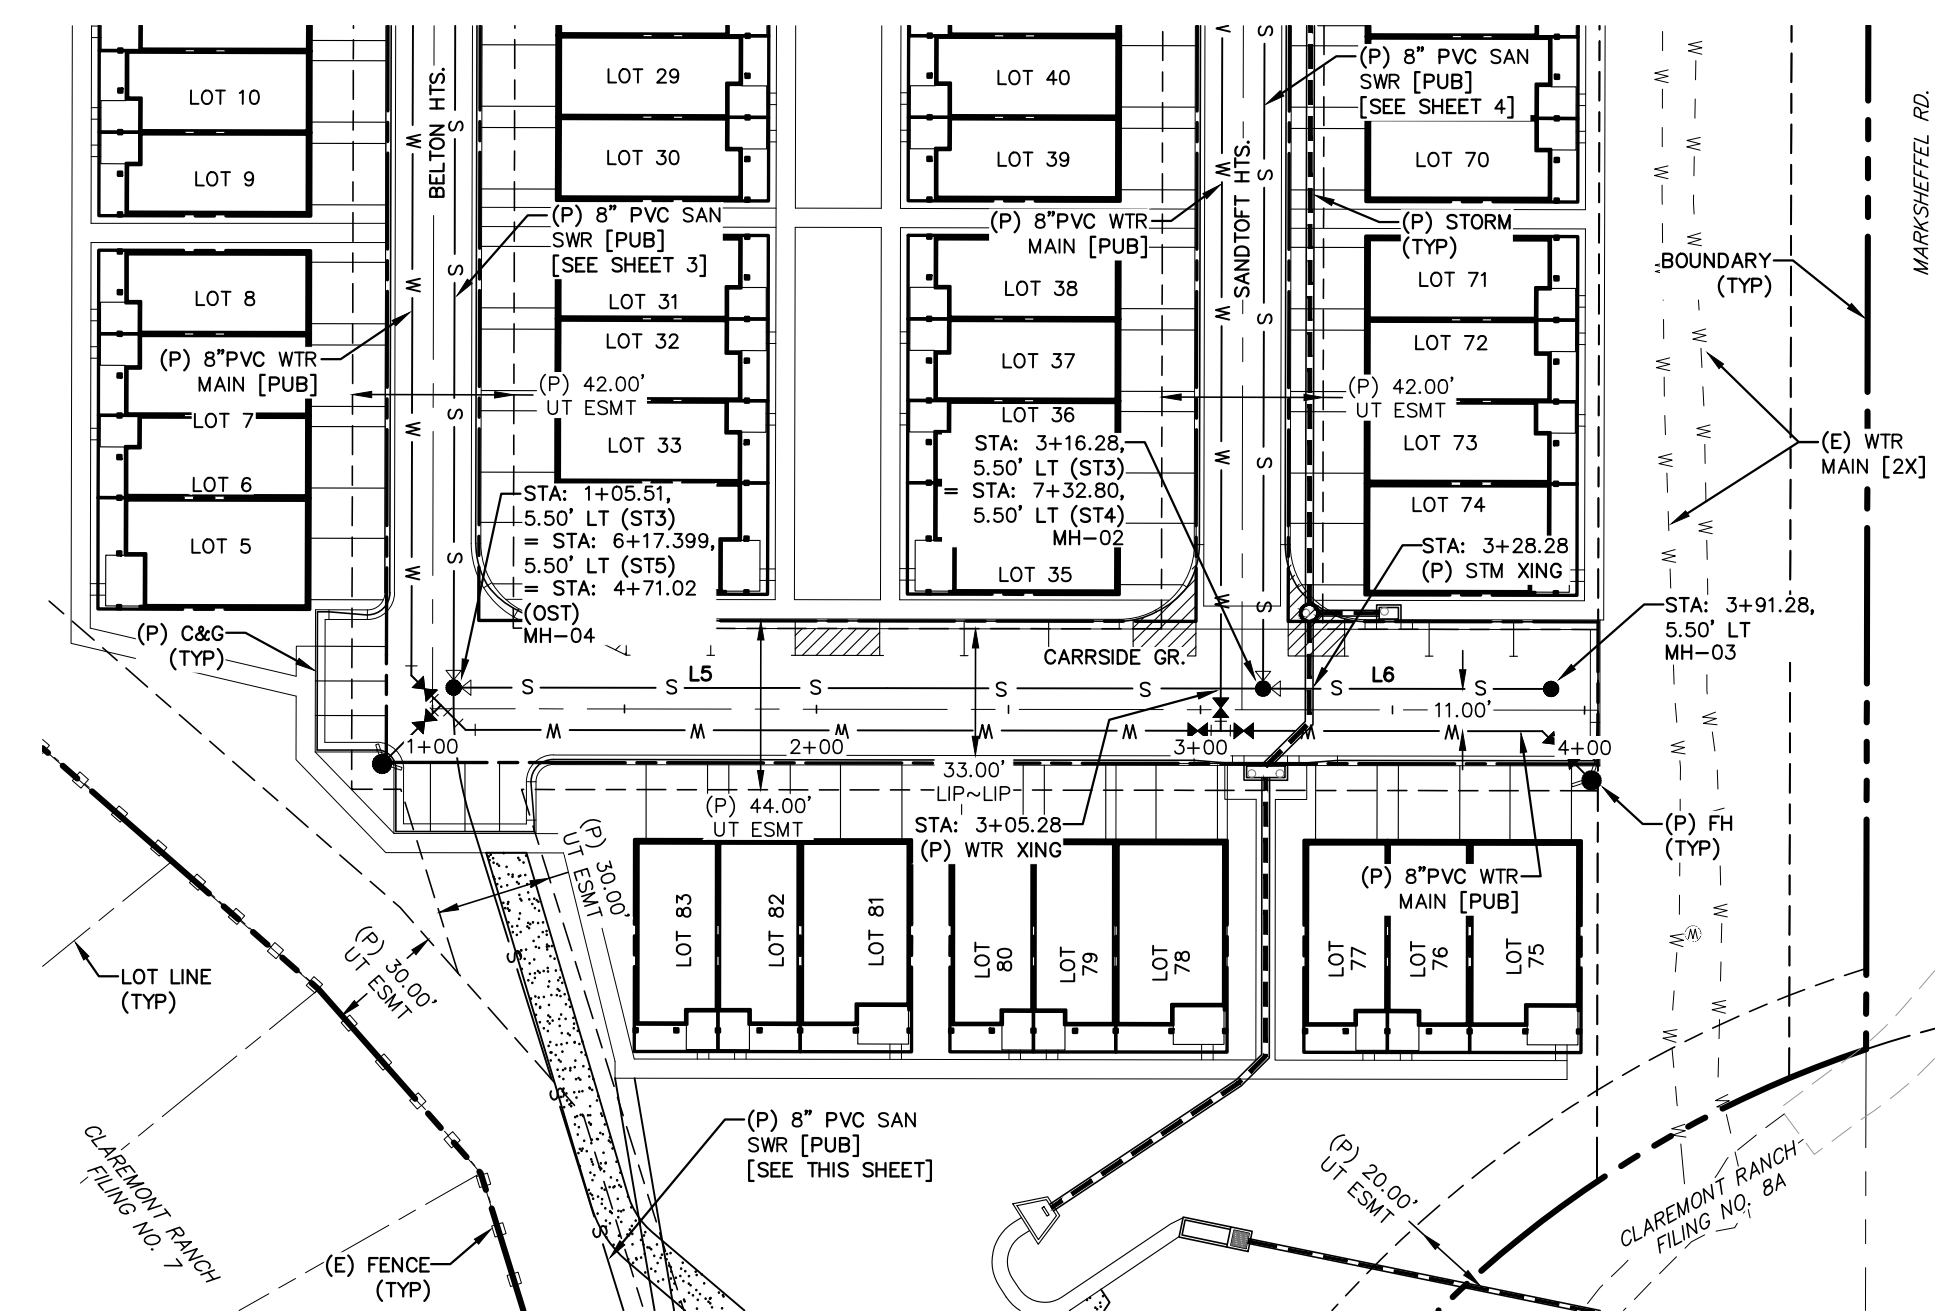 LOT 10
LOT 9
LOT 8
LOT 7
LOT 6
LOT 5
BELTON HTS.
LOT 29
LOT 30
LOT 31
LOT 32
LOT 33
LOT 40
LOT 39
LOT 38
LOT 37
LOT 36
LOT 35
SANDTOFT HTS.
LOT 70
LOT 71
LOT 72
LOT 73
LOT 74
MARKSHEFFEL RD.
(P) 8" PVC SAN
SWR [PUB]
[SEE SHEET 4]
(P) 8" PVC SAN
SWR [PUB]
[SEE SHEET 3]
(P) 8"PVC WTR
MAIN [PUB]
(P) STORM
(TYP)
BOUNDARY
(TYP)
(P) 8"PVC WTR
MAIN [PUB]
(P) 42.00'
UT ESMT
(P) 42.00'
UT ESMT
(E) WTR
MAIN [2X]
STA: 1+05.51,
5.50' LT (ST3)
= STA: 6+17.399,
5.50' LT (ST5)
= STA: 4+71.02
(OST)
MH-04
STA: 3+16.28,
5.50' LT (ST3)
= STA: 7+32.80,
5.50' LT (ST4)
MH-02
STA: 3+28.28
(P) STM XING
STA: 3+91.28,
5.50' LT
MH-03
(P) C&G
(TYP)
CARRSIDE GR.
L5
L6
S
S
S
S
S
S
S
W
W
W
W
W
W
11.00'
1+00
2+00
3+00
4+00
33.00'
LIP~LIP
(P) 44.00'
UT ESMT
STA: 3+05.28
(P) WTR XING
(P) FH
(TYP)
(P) 8"PVC WTR
MAIN [PUB]
(P) 30.00'
UT ESMT
(P) 30.00'
UT ESMT
LOT 83
LOT 82
LOT 81
LOT
80
LOT
79
LOT
78
LOT
77
LOT
76
LOT
75
LOT LINE
(TYP)
(P) 8" PVC SAN
SWR [PUB]
[SEE THIS SHEET]
(P) 20.00'
UT ESMT
CLAREMONT RANCH
FILING NO. 7
CLAREMONT RANCH
FILING NO. 8A
(E) FENCE
(TYP)